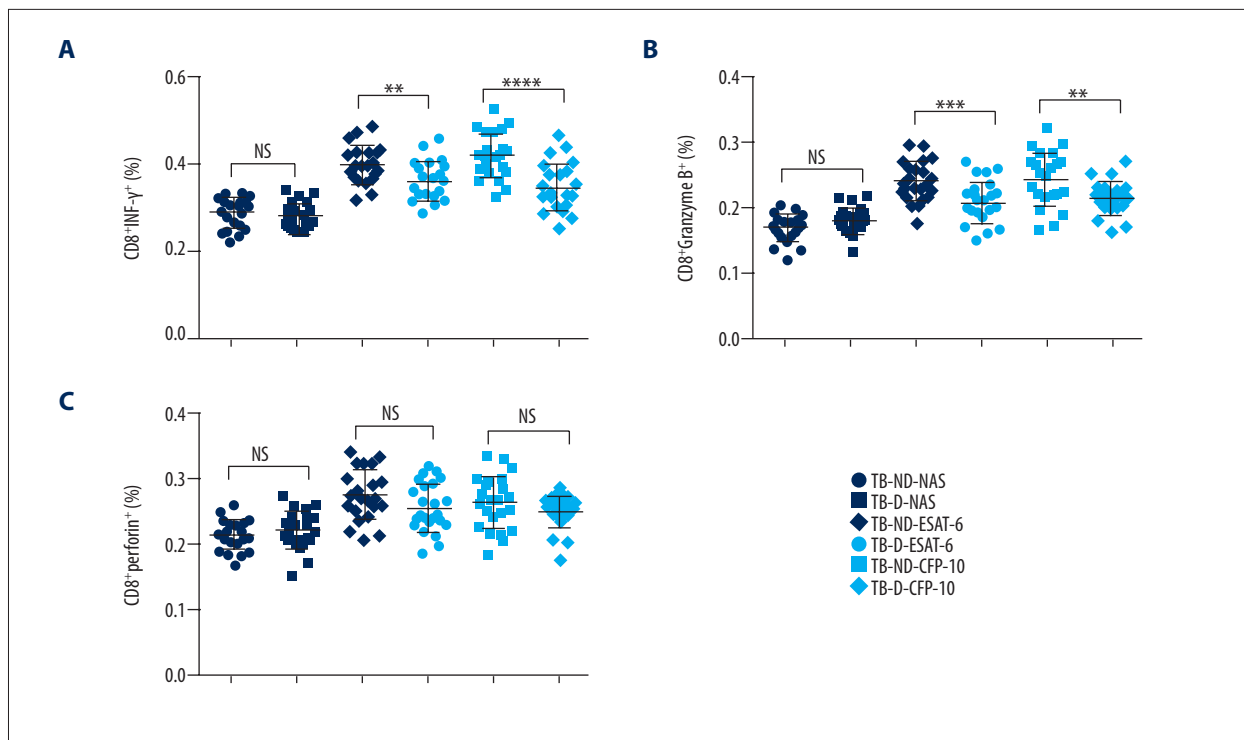 A
CD8⁺INF-γ⁺ (%)
0.6
0.4
0.2
0.0
NS
**
****
B
CD8⁺Granzyme B⁺ (%)
0.4
0.3
0.2
0.1
0.0
NS
***
**
C
CD8⁺perforin⁺ (%)
0.4
0.3
0.2
0.1
0.0
NS
NS
NS
TB-ND-NAS
TB-D-NAS
TB-ND-ESAT-6
TB-D-ESAT-6
TB-ND-CFP-10
TB-D-CFP-10